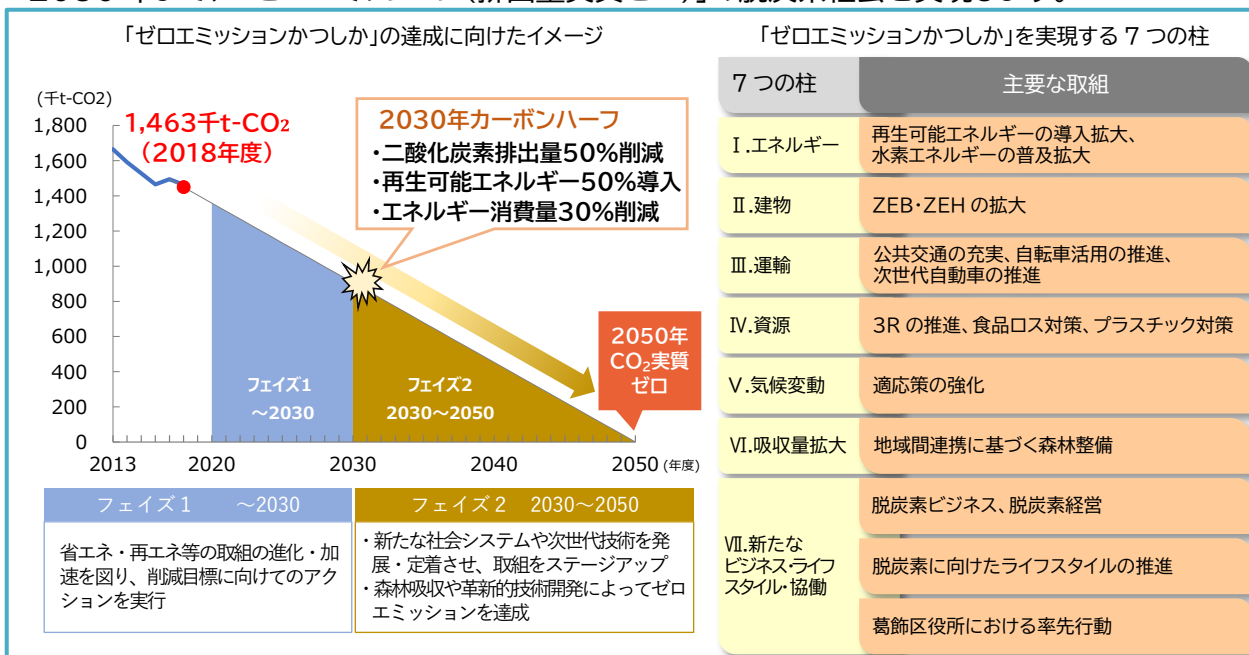 「ゼロエミッションかつしか」の達成に向けたイメージ
(千t-CO2)
1,800
1,600
1,400
1,200
1,000
800
600
400
200
0
2013
2020
2030
2040
2050
(年度)
1,463千t-CO₂
(2018年度)
2030年カーボンハーフ
・二酸化炭素排出量50%削減
・再生可能エネルギー50%導入
・エネルギー消費量30%削減
2050年
CO₂実質
ゼロ
フェイズ1
～2030
フェイズ2
2030～2050
フェイズ1 ～2030
省エネ・再エネ等の取組の進化・加
速を図り、削減目標に向けてのアク
ションを実行
フェイズ2 2030～2050
・新たな社会システムや次世代技術を発
展・定着させ、取組をステージアップ
・森林吸収や革新的技術開発によってゼロ
エミッションを達成
「ゼロエミッションかつしか」を実現する7つの柱
7つの柱
主要な取組
Ⅰ.エネルギー
再生可能エネルギーの導入拡大、
水素エネルギーの普及拡大
Ⅱ.建物
ZEB・ZEHの拡大
Ⅲ.運輸
公共交通の充実、自転車活用の推進、
次世代自動車の推進
Ⅳ.資源
3Rの推進、食品ロス対策、プラスチック対策
Ⅴ.気候変動
適応策の強化
Ⅵ.吸収量拡大
地域間連携に基づく森林整備
Ⅶ.新たな
ビジネス・ライフ
スタイル・協働
脱炭素ビジネス、脱炭素経営
脱炭素に向けたライフスタイルの推進
葛飾区役所における率先行動